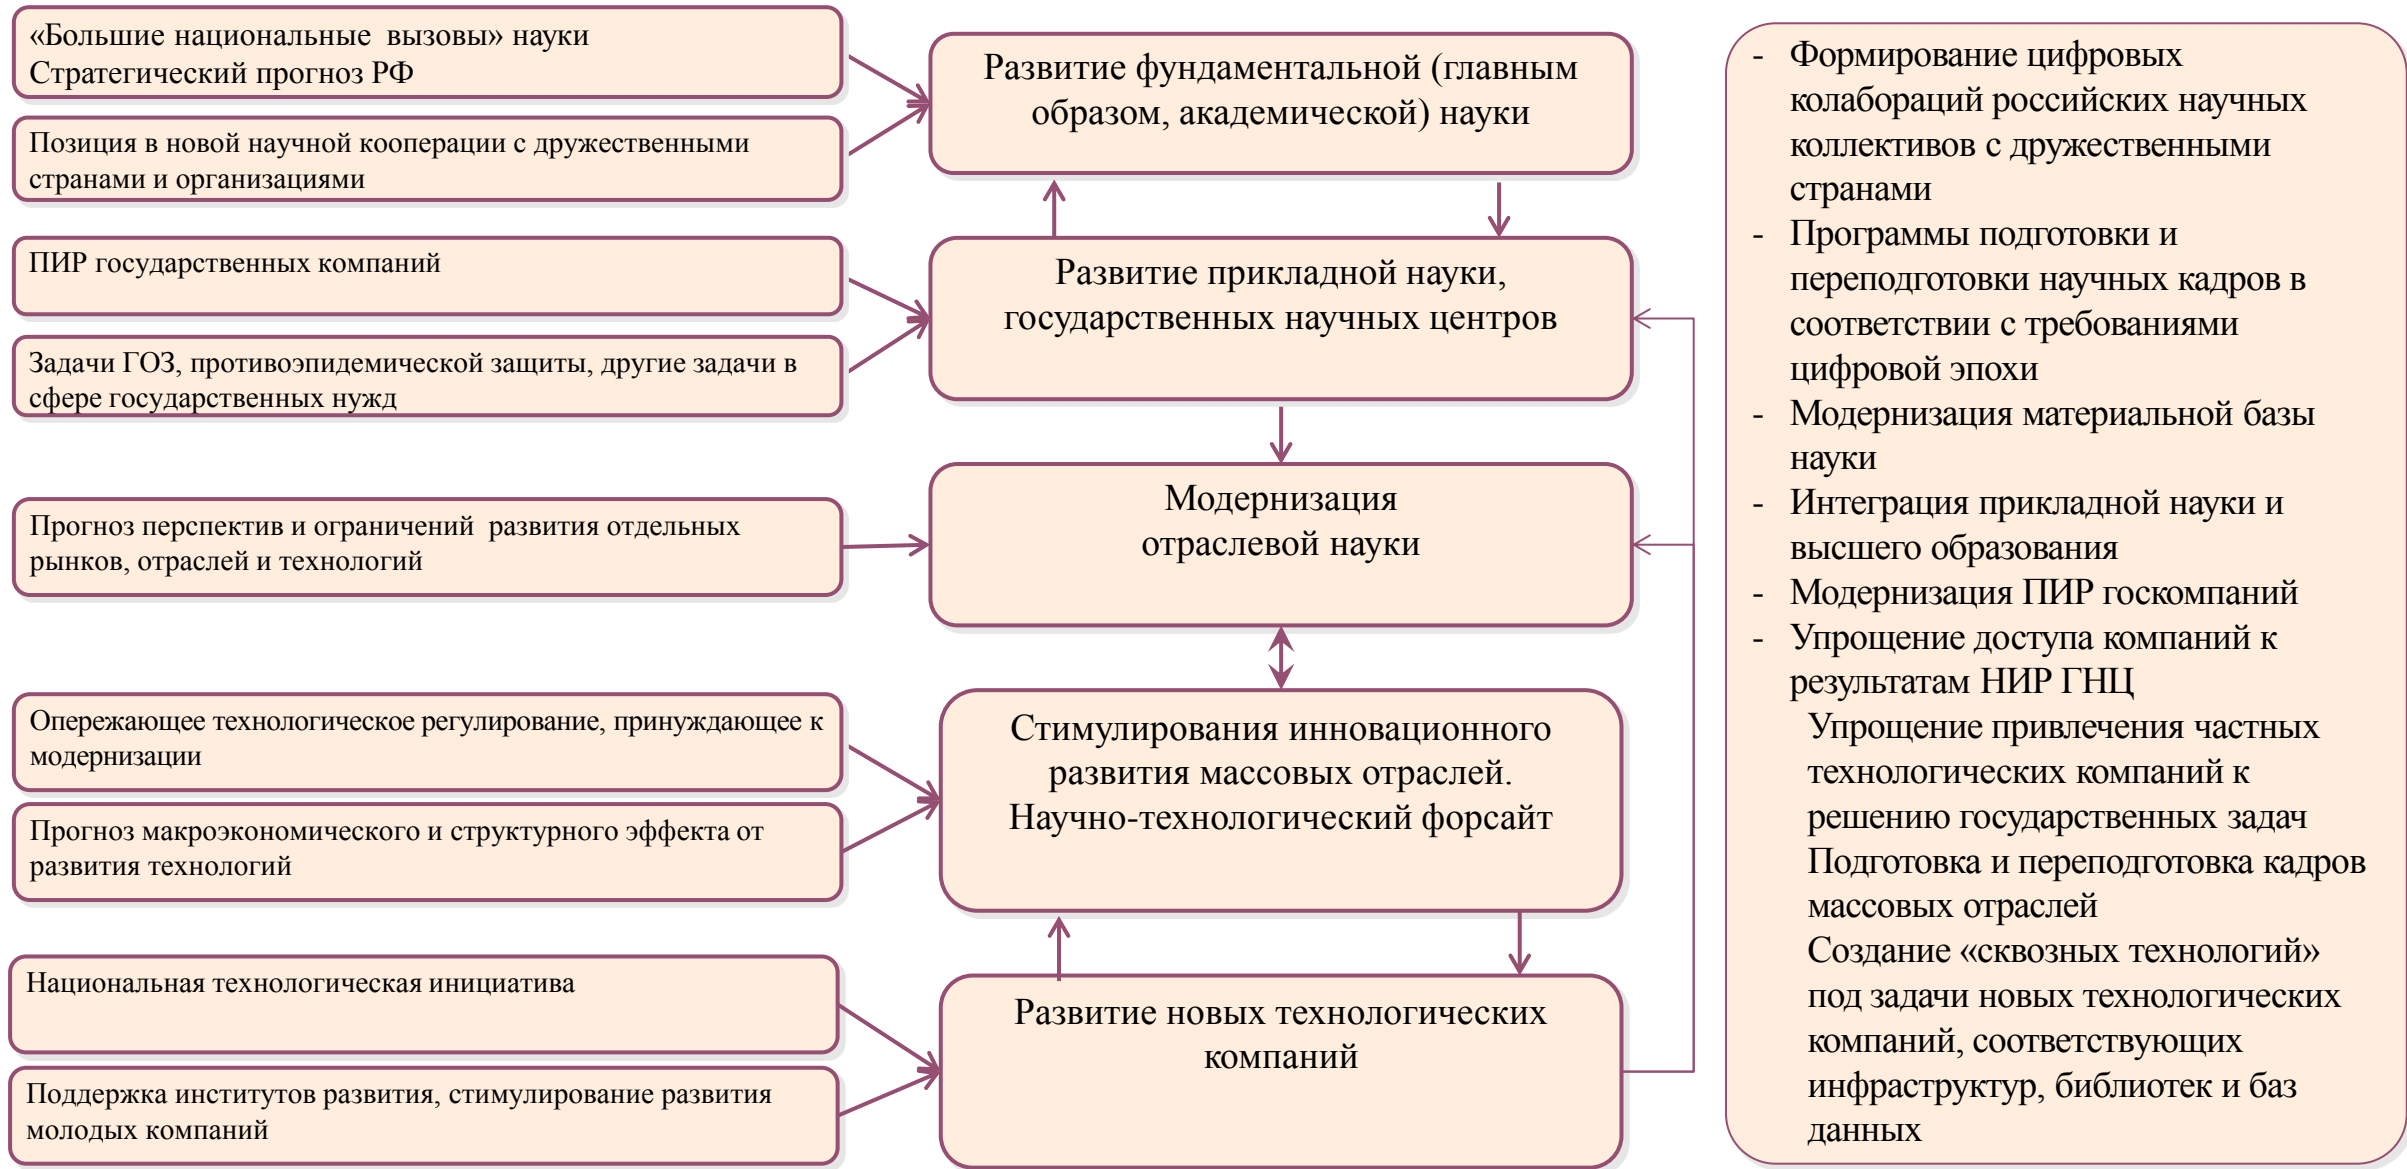 «Большие национальные вызовы» науки
Стратегический прогноз РФ
Позиция в новой научной кооперации с дружественными
странами и организациями
ПИР государственных компаний
Задачи ГОЗ, противоэпидемической защиты, другие задачи в
сфере государственных нужд
Прогноз перспектив и ограничений развития отдельных
рынков, отраслей и технологий
Опережающее технологическое регулирование, принуждающее к
модернизации
Прогноз макроэкономического и структурного эффекта от
развития технологий
Национальная технологическая инициатива
Поддержка институтов развития, стимулирование развития
молодых компаний
Развитие фундаментальной (главным
образом, академической) науки
Развитие прикладной науки,
государственных научных центров
Модернизация
отраслевой науки
Стимулирования инновационного
развития массовых отраслей.
Научно-технологический форсайт
Развитие новых технологических
компаний
- Формирование цифровых
колабораций российских научных
коллективов с дружественными
странами
- Программы подготовки и
переподготовки научных кадров в
соответствии с требованиями
цифровой эпохи
- Модернизация материальной базы
науки
- Интеграция прикладной науки и
высшего образования
- Модернизация ПИР госкомпаний
- Упрощение доступа компаний к
результатам НИР ГНЦ
Упрощение привлечения частных
технологических компаний к
решению государственных задач
Подготовка и переподготовка кадров
массовых отраслей
Создание «сквозных технологий»
под задачи новых технологических
компаний, соответствующих
инфраструктур, библиотек и баз
данных